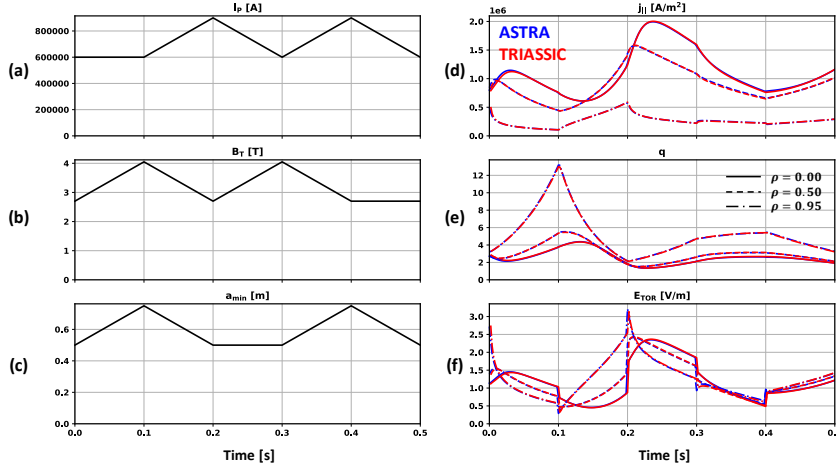 I_P [A]
(a)
800000
600000
400000
200000
0
B_T [T]
(b)
4
3
2
1
0
a_min [m]
(c)
0.6
0.4
0.2
0.0
0.0 0.1 0.2 0.3 0.4 0.5
Time [s]
j_|| [A/m²]
1e6
ASTRA
TRIASSIC
(d)
2.0
1.5
1.0
0.5
0.0
q
(e)
12
10
8
6
4
2
0
ρ = 0.00
ρ = 0.50
ρ = 0.95
E_TOR [V/m]
(f)
3.0
2.5
2.0
1.5
1.0
0.5
0.0
0.0 0.1 0.2 0.3 0.4
Time [s]